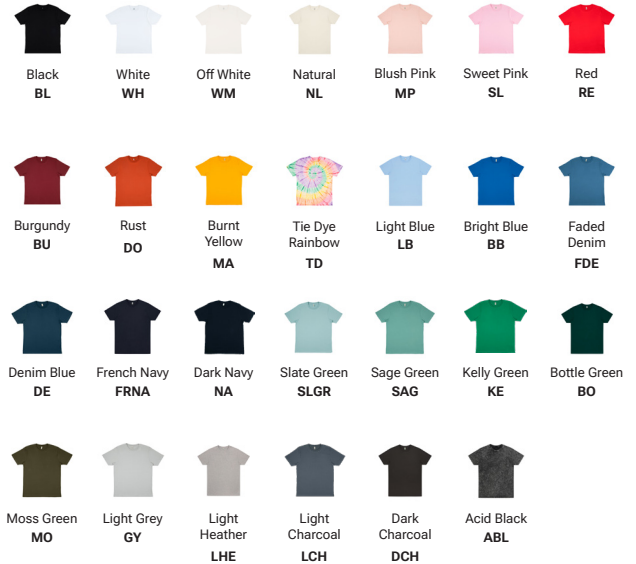 Black
BL
White
WH
Off White
WM
Natural
NL
Blush Pink
MP
Sweet Pink
SL
Red
RE
Burgundy
BU
Rust
DO
Burnt
Yellow
MA
Tie Dye
Rainbow
TD
Light Blue
LB
Bright Blue
BB
Faded
Denim
FDE
Denim Blue
DE
French Navy
FRNA
Dark Navy
NA
Slate Green
SLGR
Sage Green
SAG
Kelly Green
KE
Bottle Green
BO
Moss Green
MO
Light Grey
GY
Light
Heather
LHE
Light
Charcoal
LCH
Dark
Charcoal
DCH
Acid Black
ABL